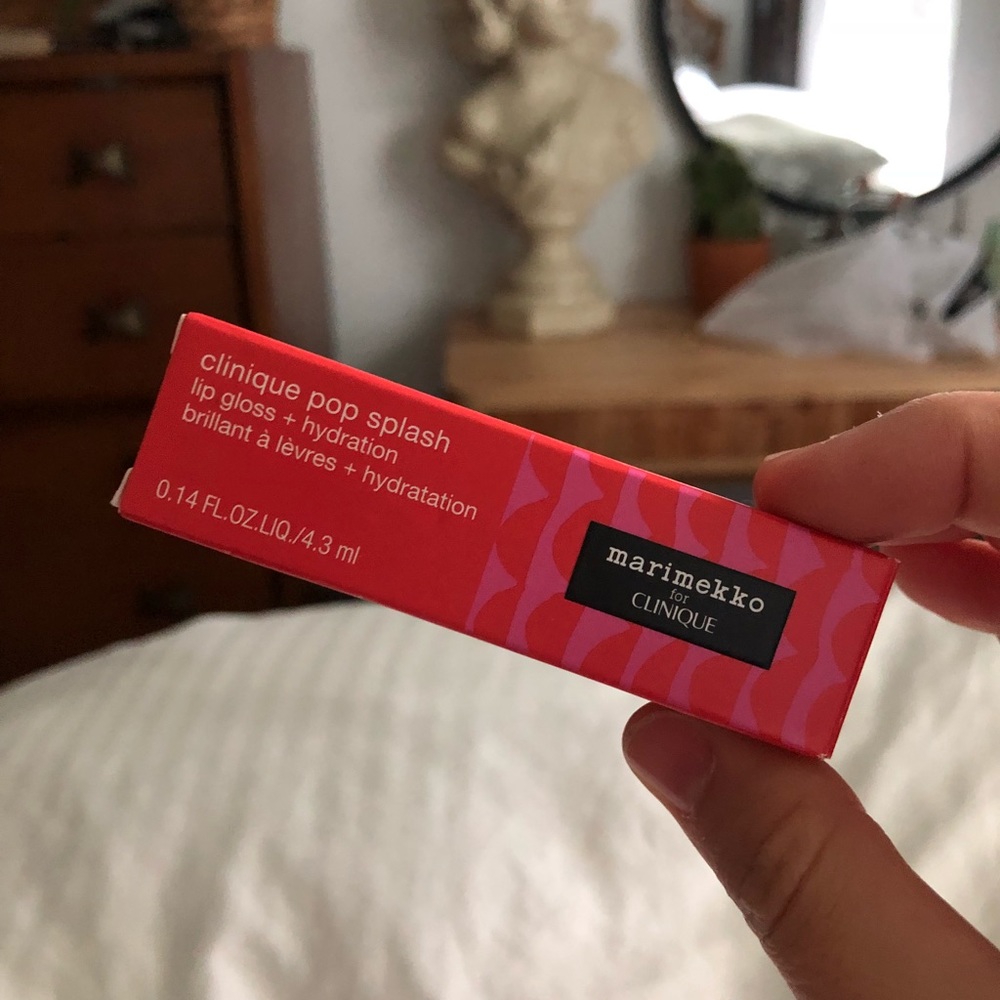 clinique pop splash
lip gloss + hydration
brillant à lèvres + hydratation
0.14 FL.OZ.LIQ./4.3 ml
marimekko
for
CLINIQUE